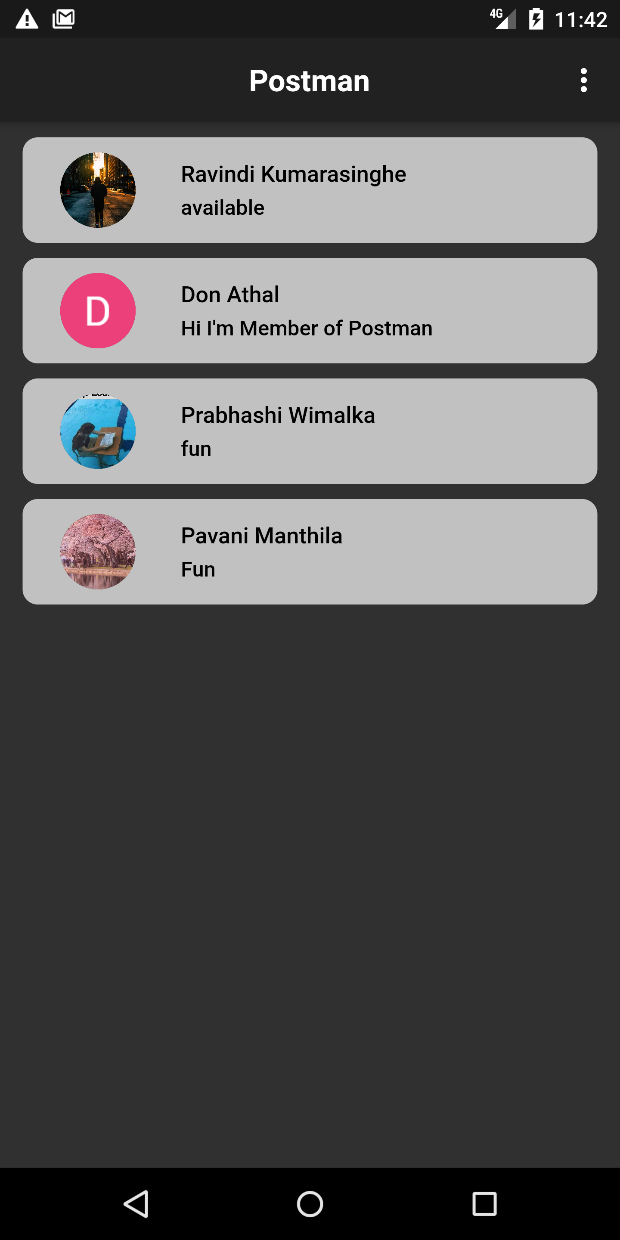 4G 11:42
Postman
Ravindi Kumarasinghe
available
D
Don Athal
Hi I'm Member of Postman
Prabhashi Wimalka
fun
Pavani Manthila
Fun